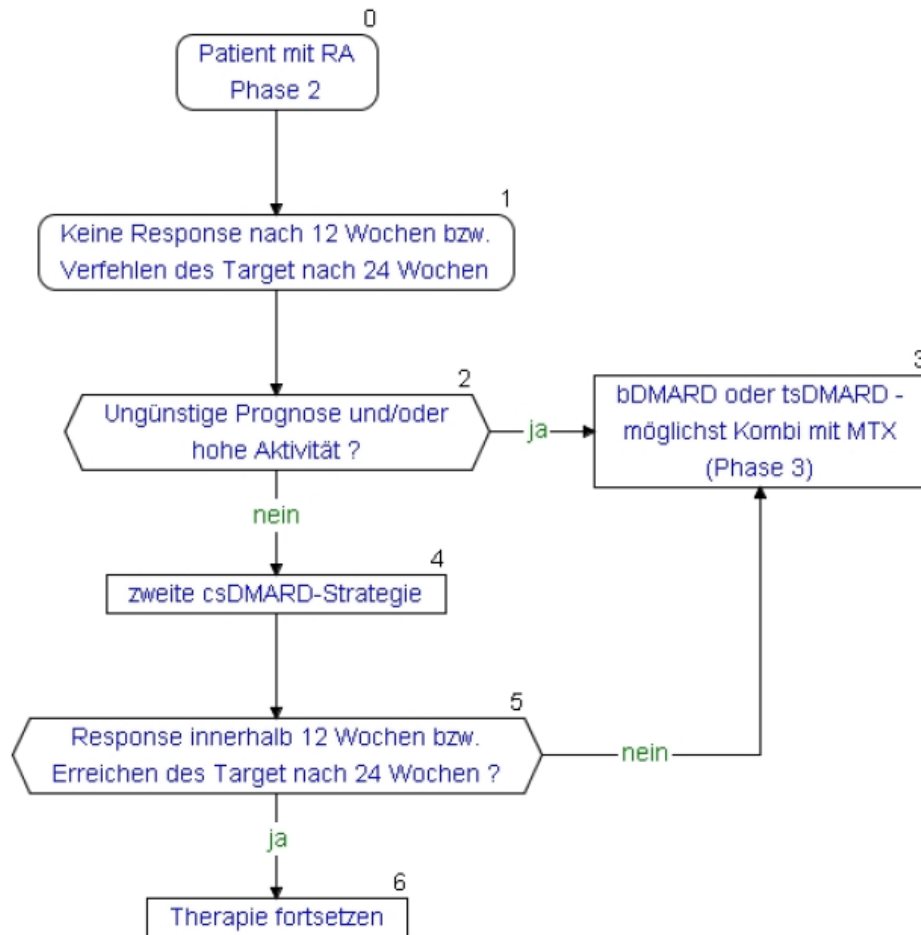 0
Patient mit RA
Phase 2
1
Keine Response nach 12 Wochen bzw.
Verfehlen des Target nach 24 Wochen
2
Ungünstige Prognose und/oder
hohe Aktivität ?
ja
3
bDMARD oder tsDMARD -
möglichst Kombi mit MTX
(Phase 3)
nein
4
zweite csDMARD-Strategie
5
Response innerhalb 12 Wochen bzw.
Erreichen des Target nach 24 Wochen ?
nein
ja
6
Therapie fortsetzen